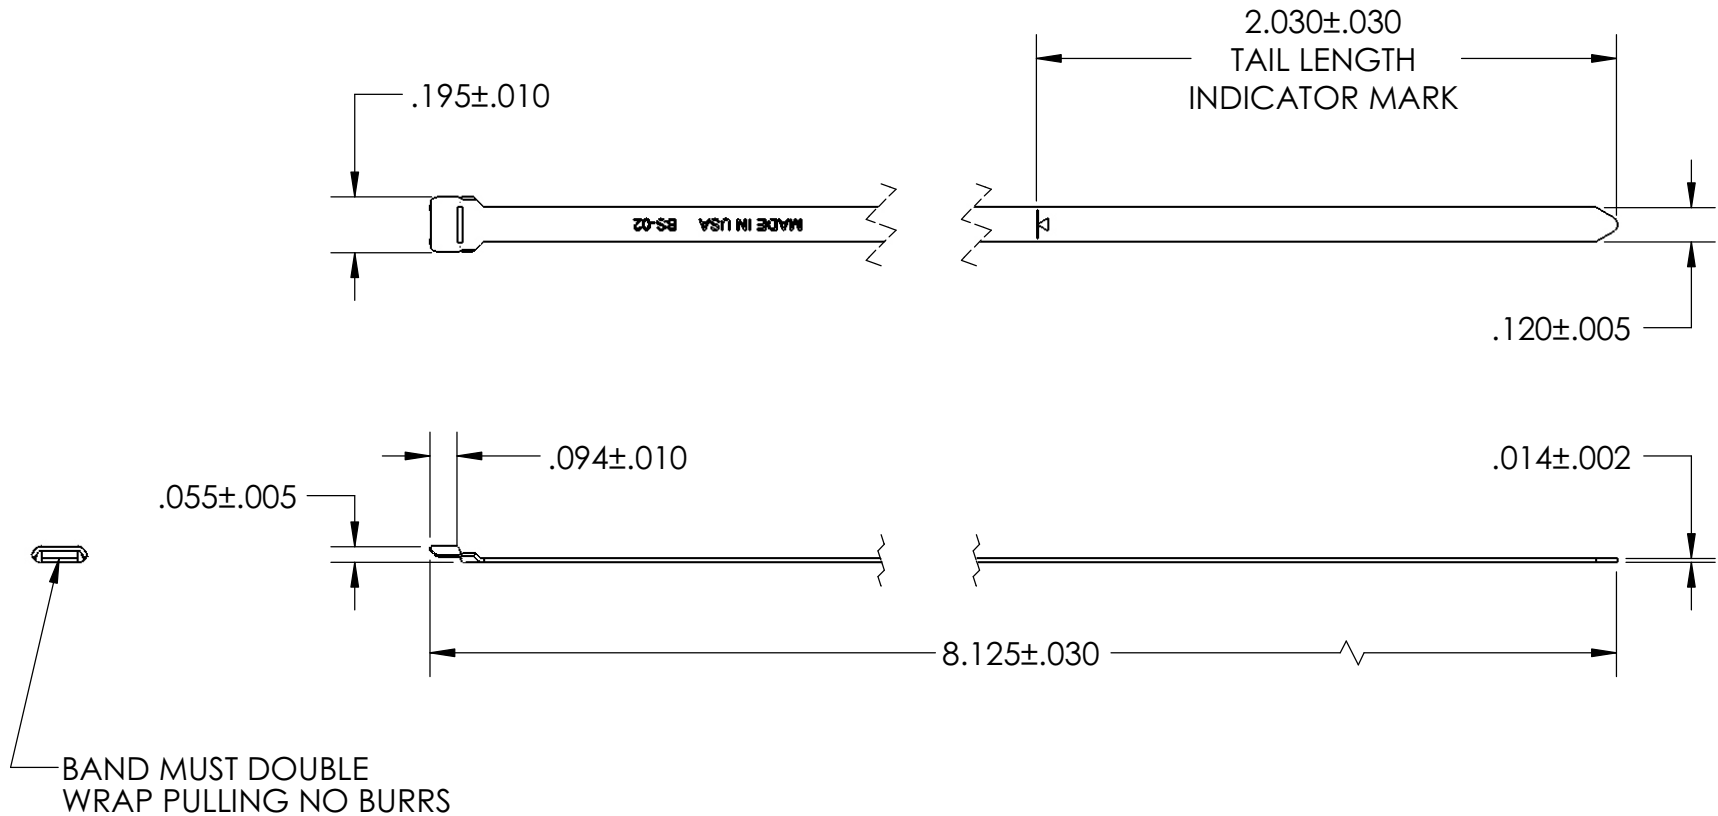 2.030±.030
TAIL LENGTH
INDICATOR MARK
.195±.010
BS-02 MADE IN USA
.120±.005
.094±.010
.014±.002
.055±.005
8.125±.030
BAND MUST DOUBLE
WRAP PULLING NO BURRS